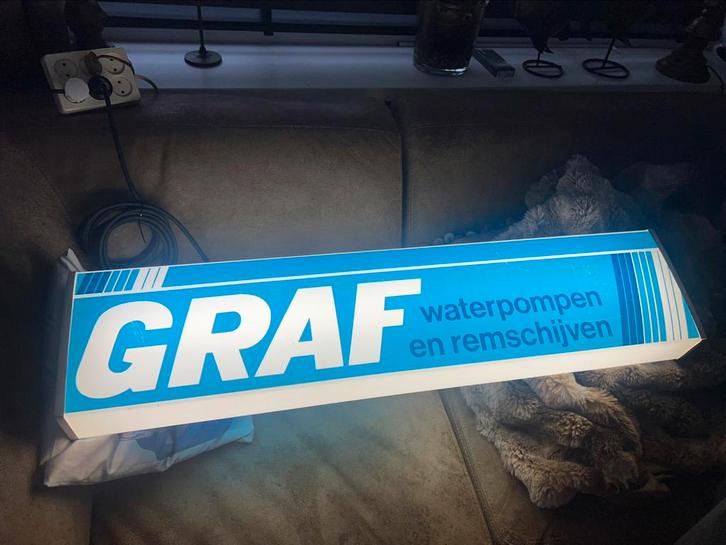 GRAF
waterpompen
en remschijven